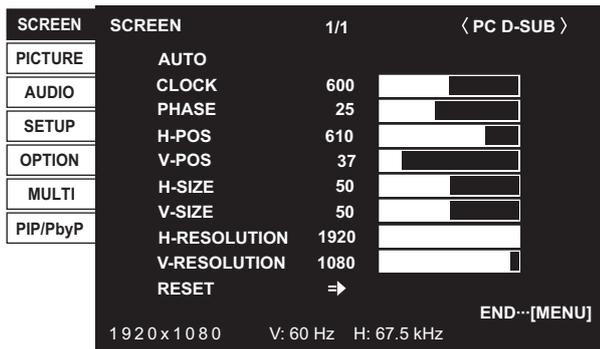 SCREEN
PICTURE
AUDIO
SETUP
OPTION
MULTI
PIP/PbyP
SCREEN 1/1 〈 PC D-SUB 〉
AUTO
CLOCK 600
PHASE 25
H-POS 610
V-POS 37
H-SIZE 50
V-SIZE 50
H-RESOLUTION 1920
V-RESOLUTION 1080
RESET
END···[MENU]
1920x1080 V: 60 Hz H: 67.5 kHz